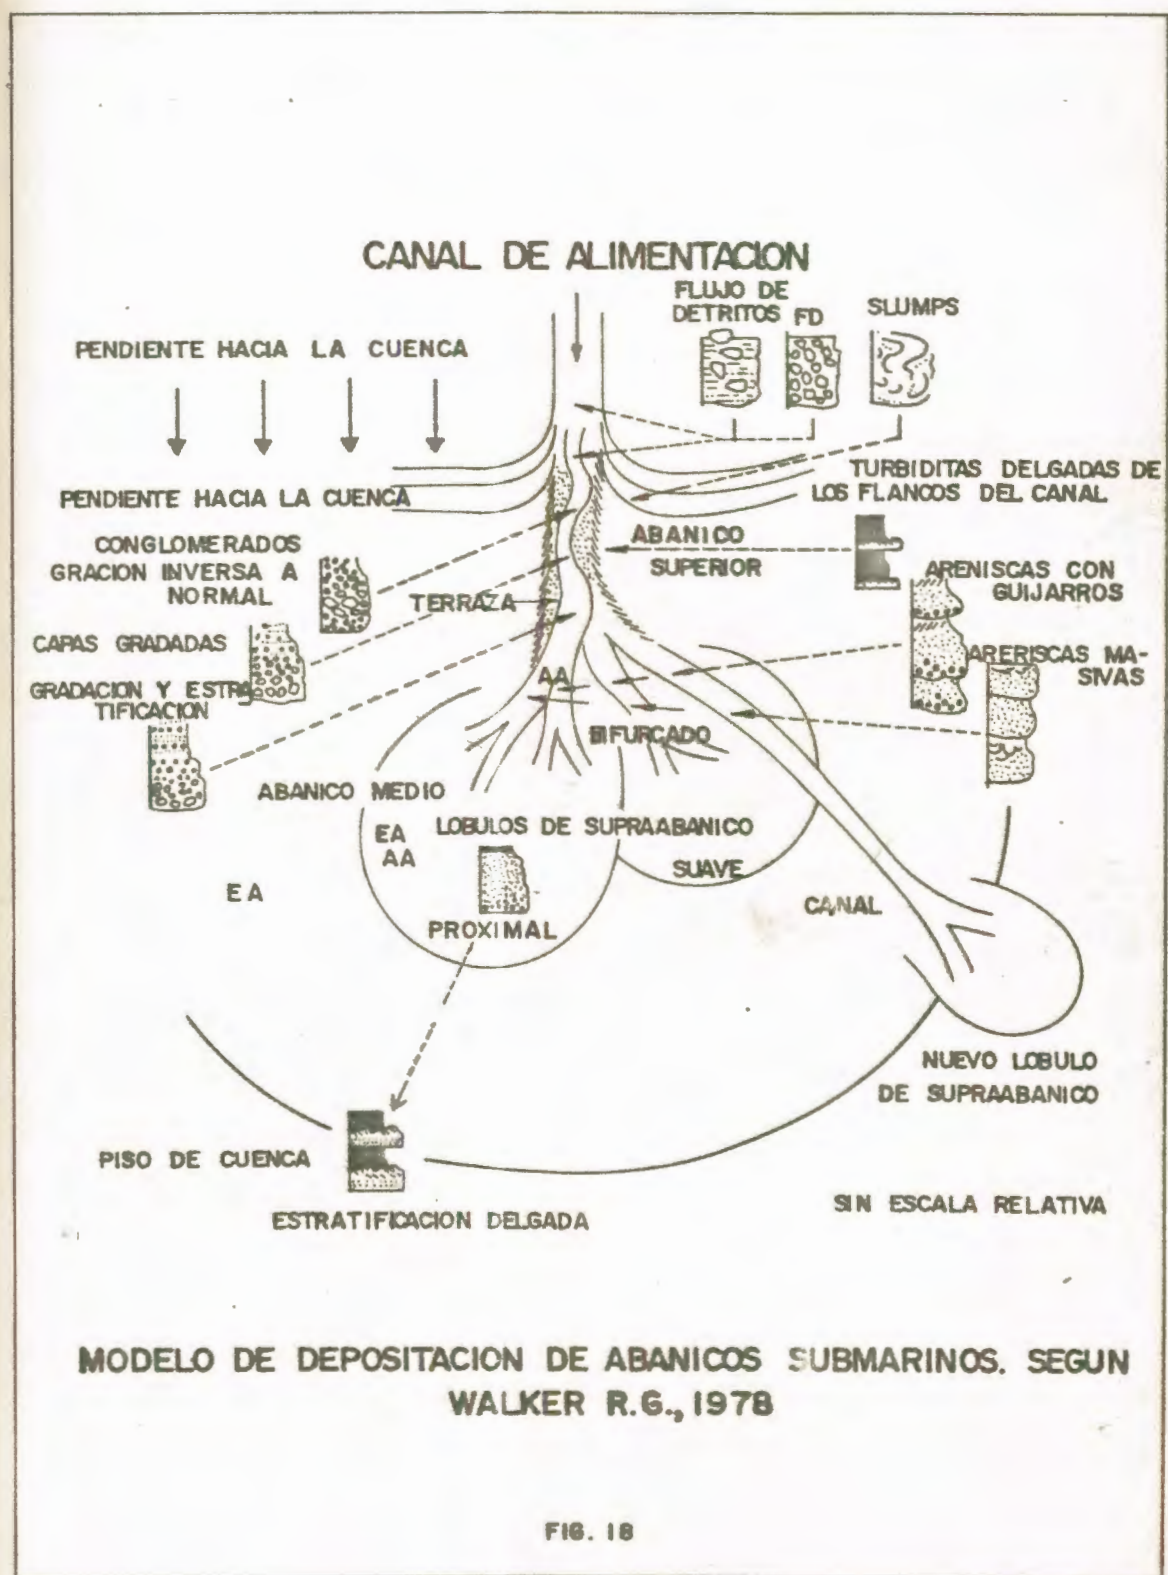 CANAL DE ALIMENTACION
FLUJO DE
DETRITOS FD
SLUMPS
PENDIENTE HACIA LA CUENCA
PENDIENTE HACIA LA CUENCA
TURBIDITAS DELGADAS DE
LOS FLANCOS DEL CANAL
CONGLOMERADOS
GRACION INVERSA A
NORMAL
ABANICO
SUPERIOR
ARENISCAS CON
GUIJARROS
TERRAZA
CAPAS GRADADAS
ARERISCAS MA-
SIVAS
GRADACION Y ESTRA
TIFICACION
AA
BIFURCADO
ABANICO MEDIO
EA
AA
LOBULOS DE SUPRAABANICO
SUAVE
EA
CANAL
PROXIMAL
NUEVO LOBULO
DE SUPRAABANICO
PISO DE CUENCA
ESTRATIFICACION DELGADA
SIN ESCALA RELATIVA
MODELO DE DEPOSITACION DE ABANICOS SUBMARINOS. SEGUN
WALKER R.G., 1978
FIG. 18